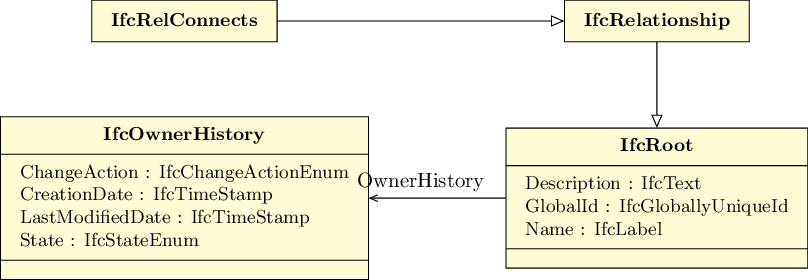 IfcRelConnects
IfcRelationship
IfcOwnerHistory
ChangeAction : IfcChangeActionEnum
CreationDate : IfcTimeStamp
LastModifiedDate : IfcTimeStamp
State : IfcStateEnum
OwnerHistory
IfcRoot
Description : IfcText
GlobalId : IfcGloballyUniqueId
Name : IfcLabel